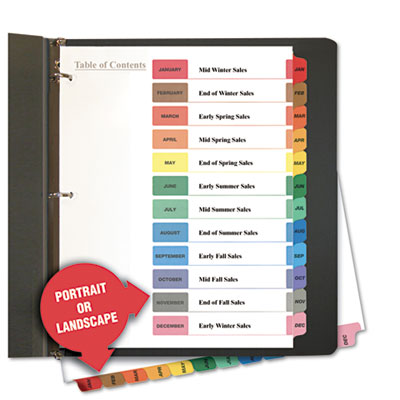 Table of Contents
JANUARY Mid Winter Sales JAN
FEBRUARY End of Winter Sales FEB
MARCH Early Spring Sales MAR
APRIL Mid Spring Sales APR
MAY End of Spring Sales MAY
JUNE Early Summer Sales JUN
JULY Mid Summer Sales JUL
AUGUST End of Summer Sales AUG
SEPTEMBER Early Fall Sales SEP
OCTOBER Mid Fall Sales OCT
NOVEMBER End of Fall Sales NOV
DECEMBER Early Winter Sales DEC
PORTRAIT
OR
LANDSCAPE
DEC